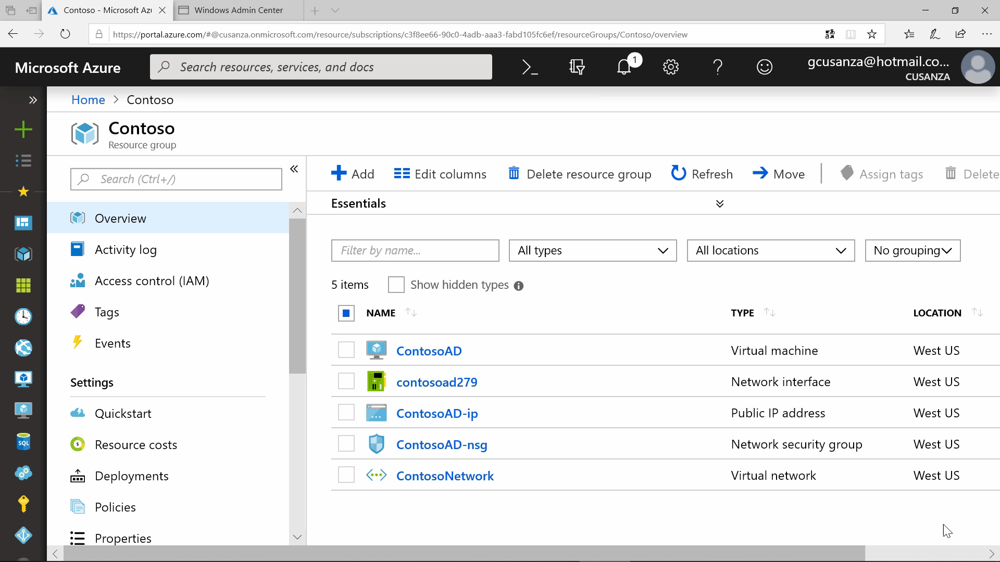 Contoso - Microsoft Azu
Windows Admin Center
https://portal.azure.com/#@cusanza.onmicrosoft.com/resource/subscriptions/c3f8ee66-90c0-4adb-aaa3-fabd105fc6ef/resourceGroups/Contoso/overview
Microsoft Azure
Search resources, services, and docs
1
gcusanza@hotmail.co...
CUSANZA
Home > Contoso
Contoso
Resource group
Search (Ctrl+/)
Overview
Activity log
Access control (IAM)
Tags
Events
Settings
Quickstart
Resource costs
Deployments
Policies
Properties
SQL
Add
Edit columns
Delete resource group
Refresh
Move
Assign tags
Delete
Essentials
Filter by name...
All types
All locations
No grouping
5 items
Show hidden types
NAME TYPE LOCATION
ContosoAD Virtual machine West US
contosoad279 Network interface West US
ContosoAD-ip Public IP address West US
ContosoAD-nsg Network security group West US
ContosoNetwork Virtual network West US